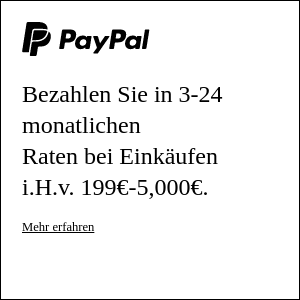 PayPal
Bezahlen Sie in 3-24
monatlichen
Raten bei Einkäufen
i.H.v. 199€-5,000€.
Mehr erfahren